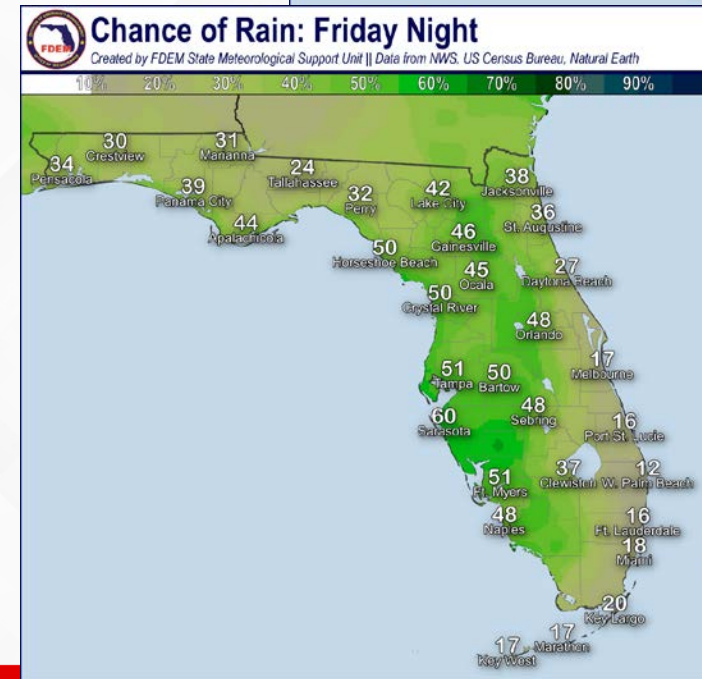 FDEM
Chance of Rain: Friday Night
Created by FDEM State Meteorological Support Unit || Data from NWS, US Census Bureau, Natural Earth
10% 20% 30% 40% 50% 60% 70% 80% 90%
30
Crestview
31
Marianna
34
Pensacola
24
Tallahassee
38
Jacksonville
39
Panama City
32
Perry
42
Lake City
44
Apalachicola
36
St. Augustine
46
Gainesville
50
Horseshoe Beach
45
Ocala
27
Daytona Beach
50
Crystal River
48
Orlando
17
Melbourne
51
Tampa
50
Bartow
60
Sarasota
48
Sebring
16
Port St. Lucie
51
Ft. Myers
37
Clewiston
12
W. Palm Beach
48
Naples
16
Ft. Lauderdale
18
Miami
20
Key Largo
17
Marathon
17
Key West